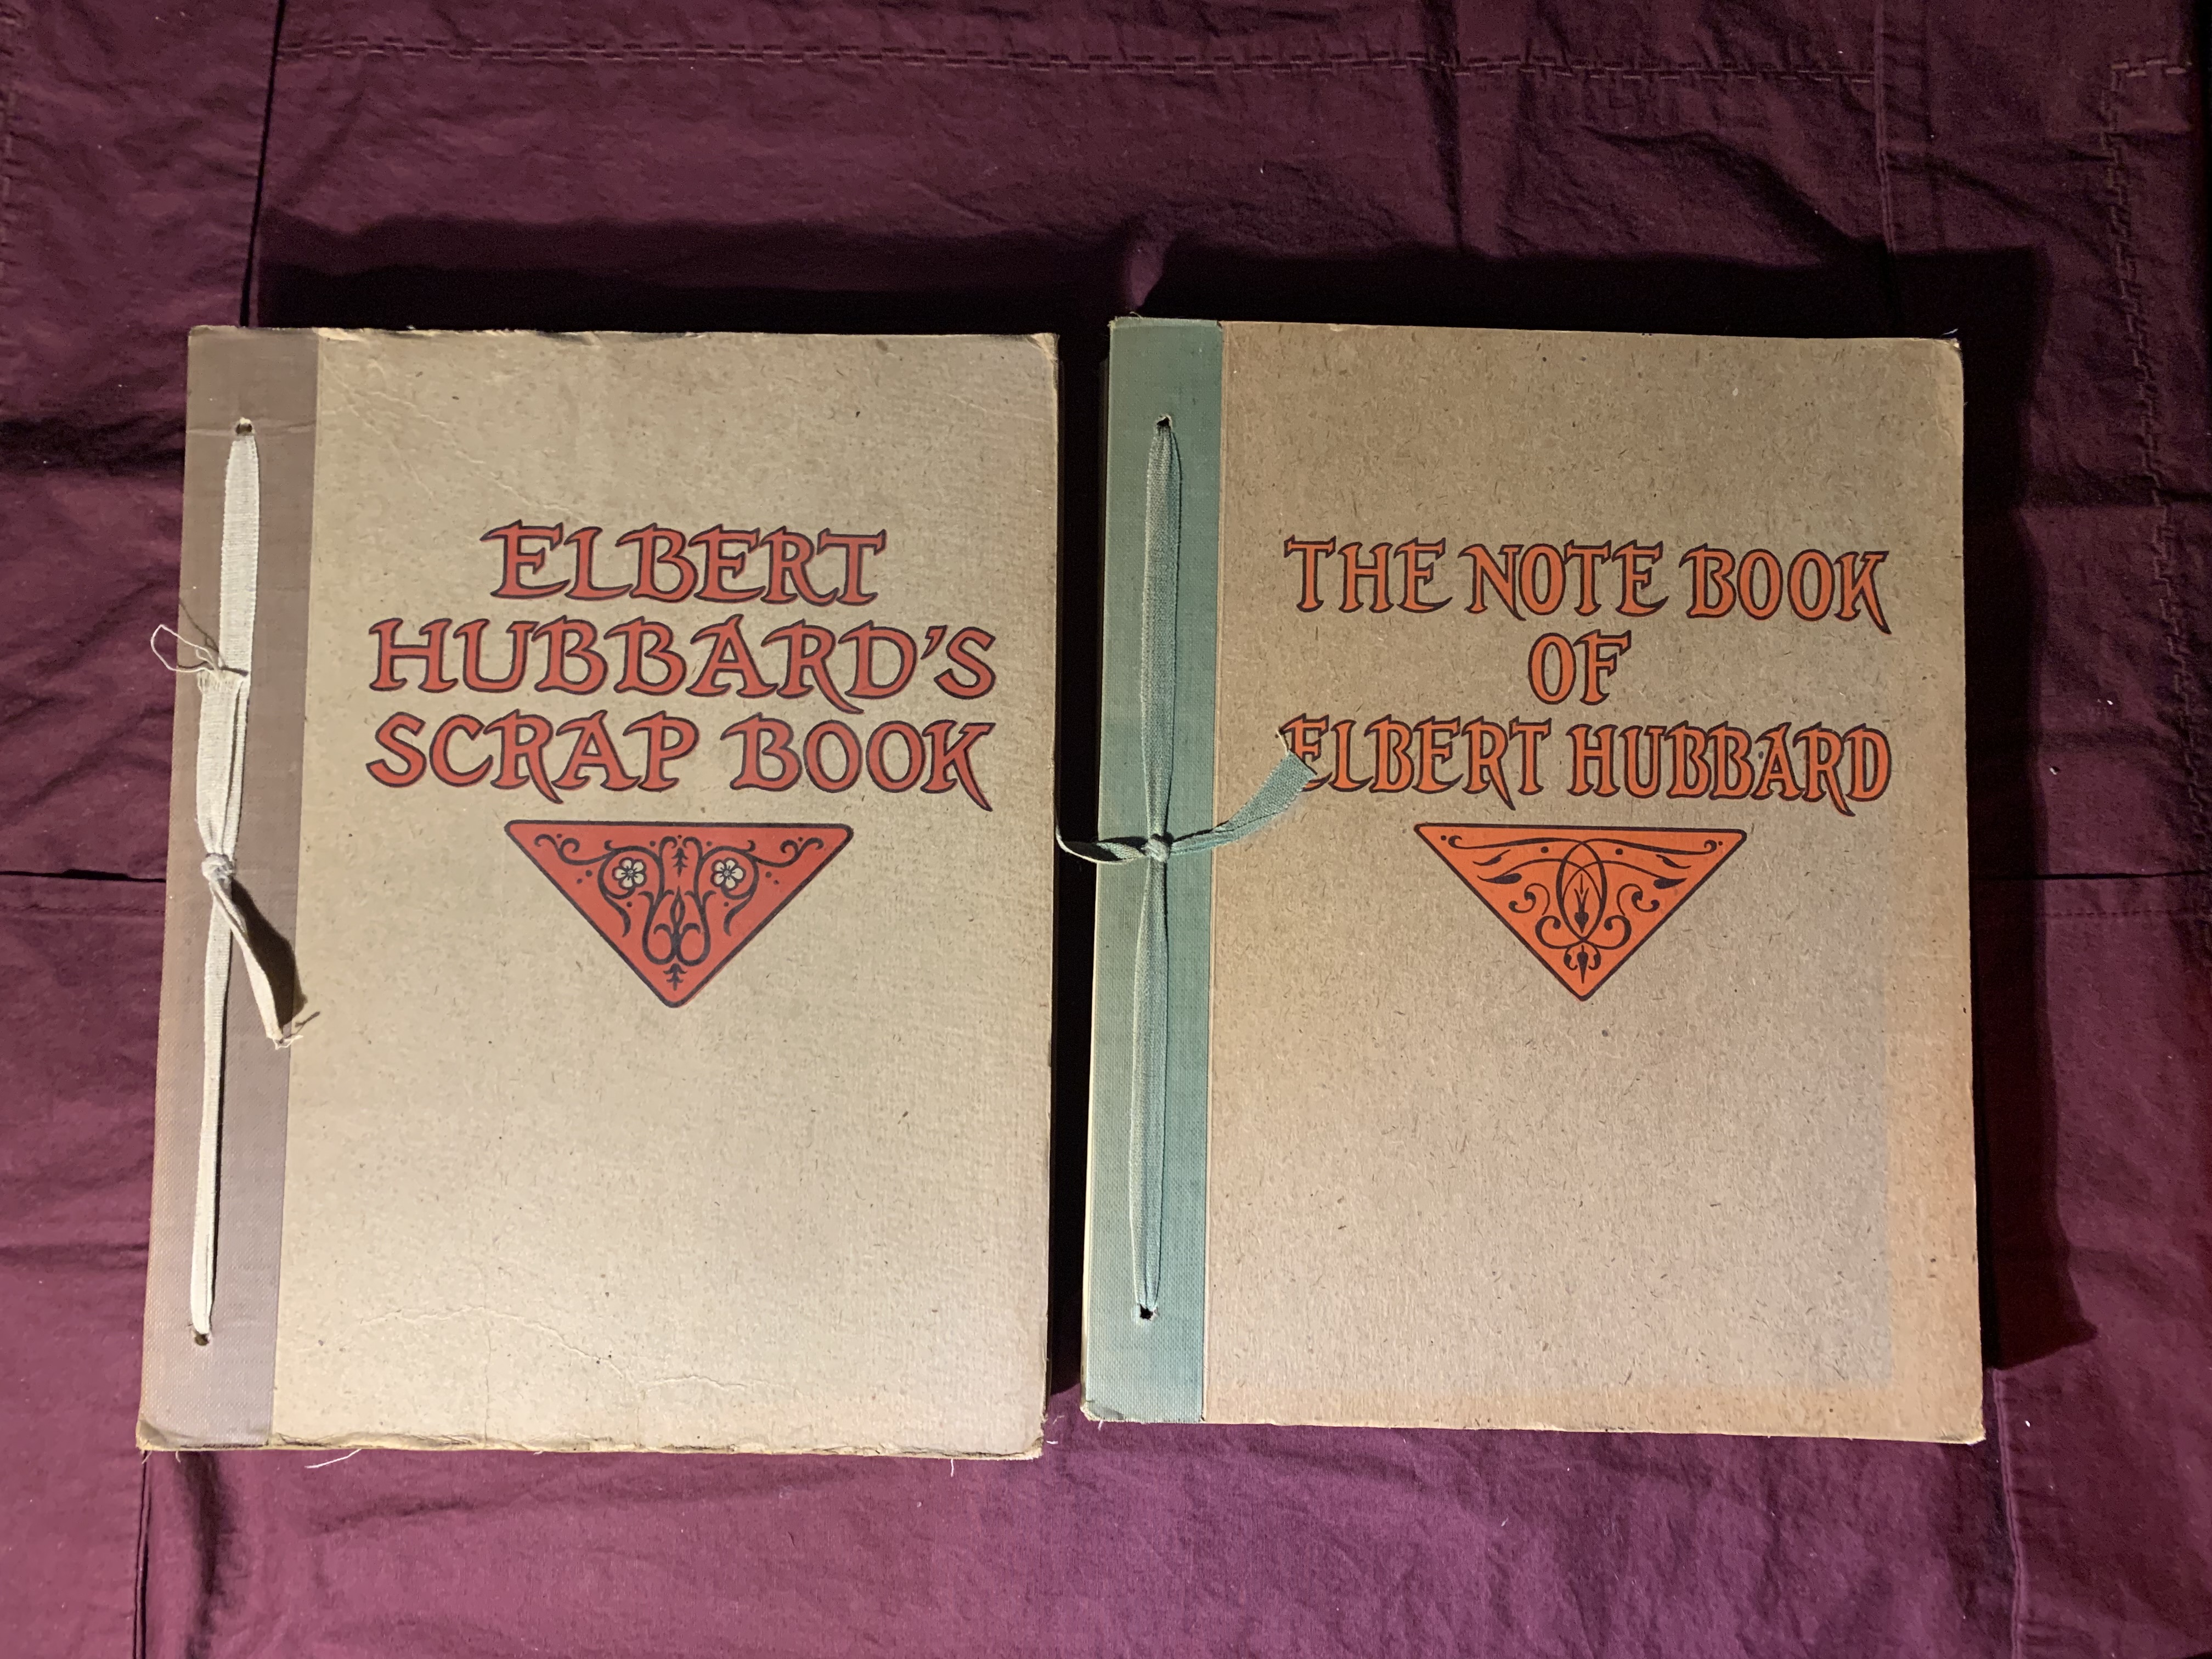 ELBERT
HUBBARD'S
SCRAP BOOK
THE NOTE BOOK
OF
ELBERT HUBBARD